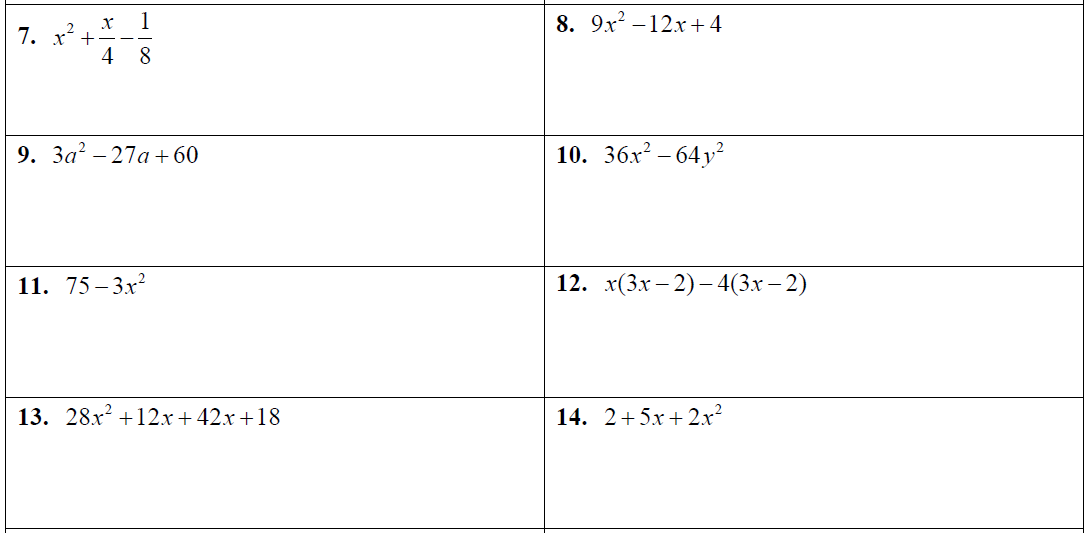 7. x² + x/4 − 1/8
8. 9x² − 12x + 4
9. 3a² − 27a + 60
10. 36x² − 64y²
11. 75 − 3x²
12. x(3x − 2) − 4(3x − 2)
13. 28x² + 12x + 42x + 18
14. 2 + 5x + 2x²